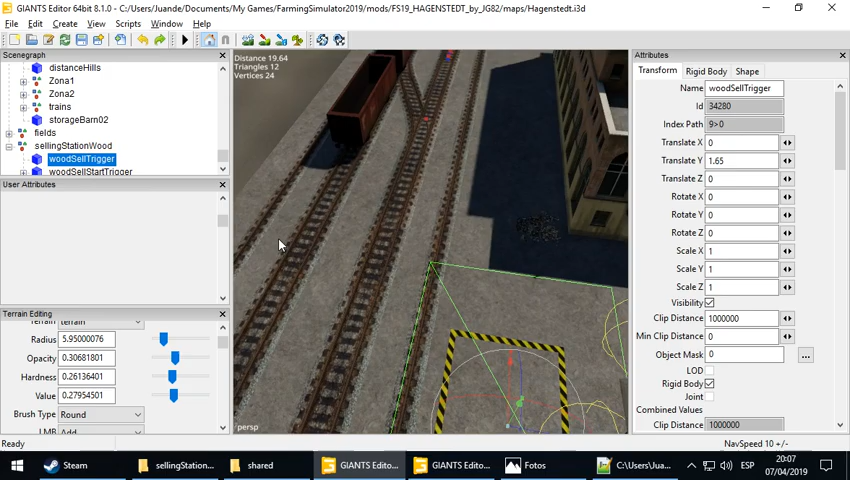 GIANTS Editor 64bit 8.1.0 - C:/Users/Juande/Documents/My Games/FarmingSimulator2019/mods/FS19_HAGENSTEDT_by_JG82/maps/Hagenstedt.i3d
File Edit Create View Scripts Window Help
Scenegraph
distanceHills
Zona1
Zona2
trains
storageBarn02
fields
sellingStationWood
woodSellTrigger
woodSellStartTrigger
User Attributes
Terrain Editing
Terrain terrain
Radius 5.95000076
Opacity 0.30681801
Hardness 0.26136401
Value 0.27954501
Brush Type Round
LMB Add
Distance 19.64
Triangles 12
Vertices 24
persp
Attributes
Transform Rigid Body Shape
Name woodSellTrigger
Id 34280
Index Path 9>0
Translate X 0
Translate Y 1.65
Translate Z 0
Rotate X 0
Rotate Y 0
Rotate Z 0
Scale X 1
Scale Y 1
Scale Z 1
Visibility
Clip Distance 1000000
Min Clip Distance 0
Object Mask 0 ...
LOD
Rigid Body
Joint
Combined Values
Clip Distance 1000000
Ready NavSpeed 10 +/-
Steam sellingStation... shared GIANTS Edito... GIANTS Edito... Fotos C:\Users\Jua... ESP 20:07
07/04/2019